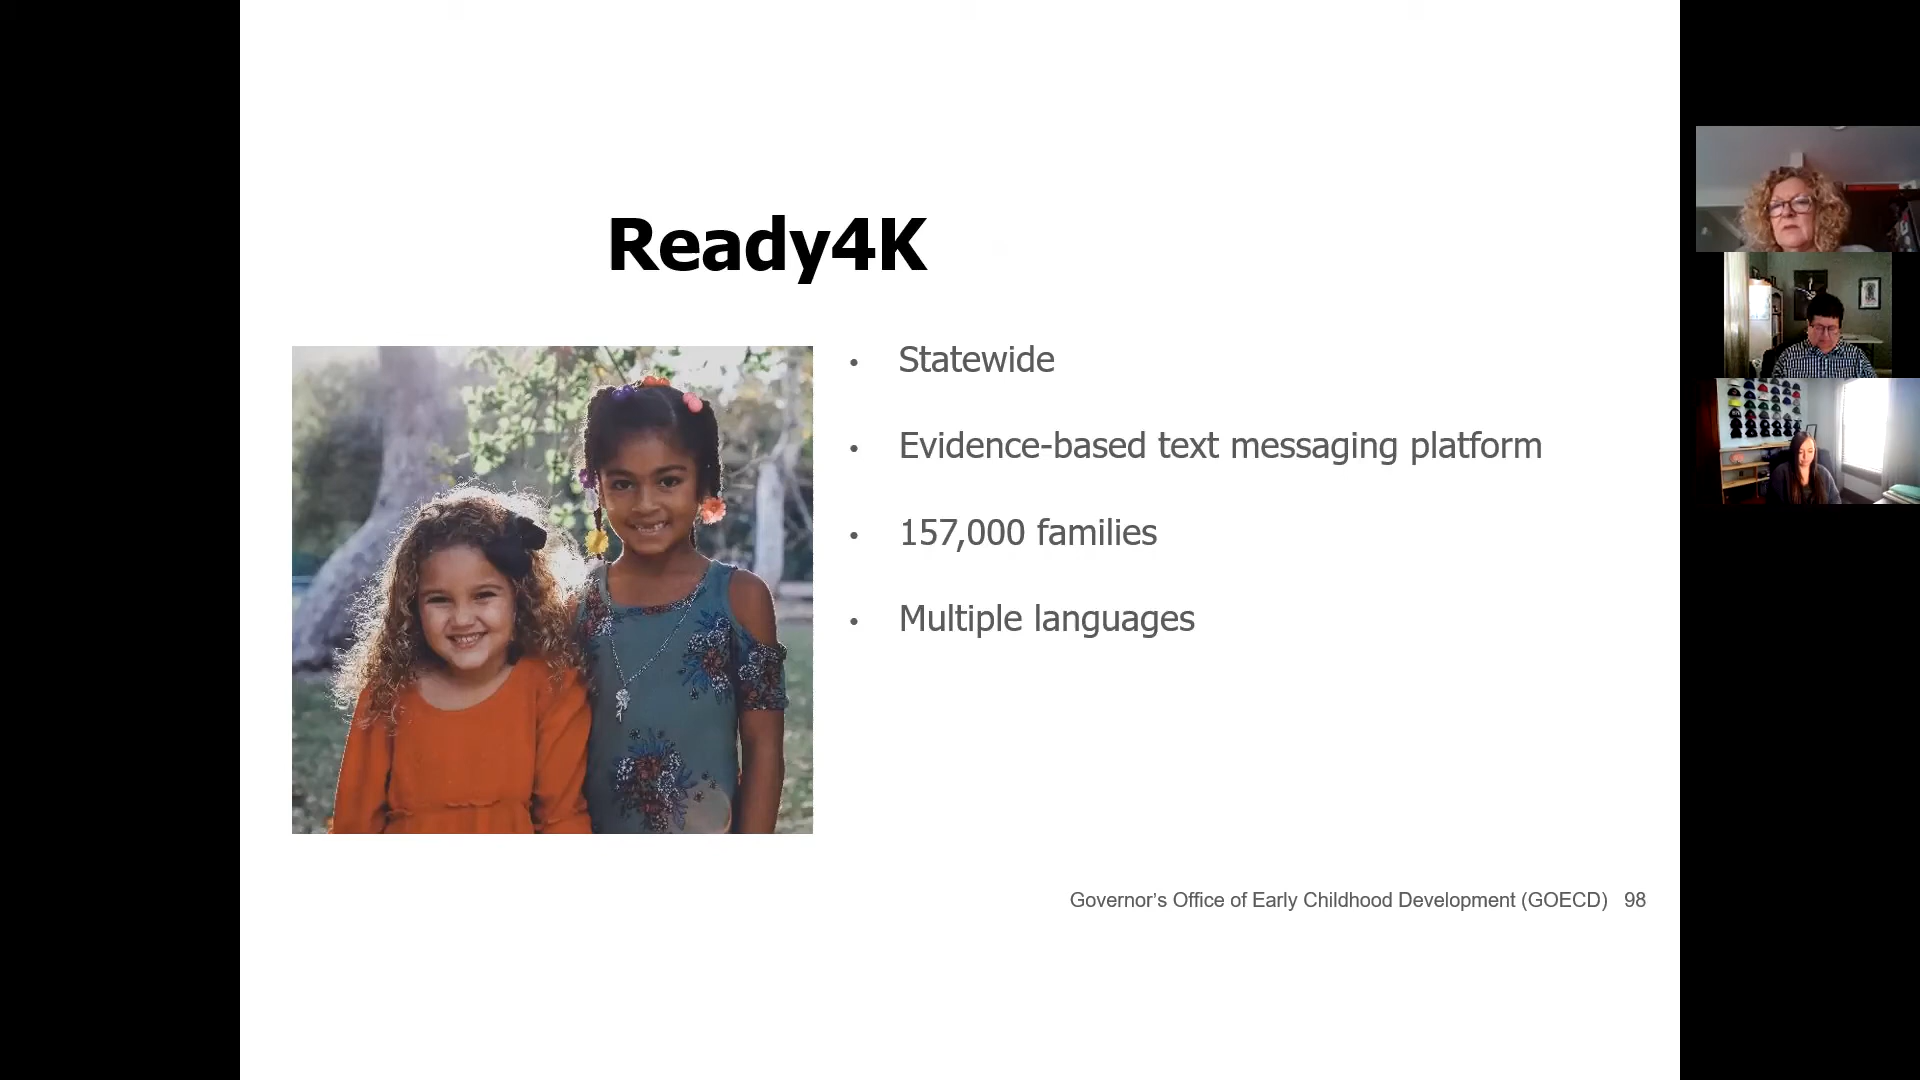 Ready4K
• Statewide
• Evidence-based text messaging platform
• 157,000 families
• Multiple languages
Governor’s Office of Early Childhood Development (GOECD) 98